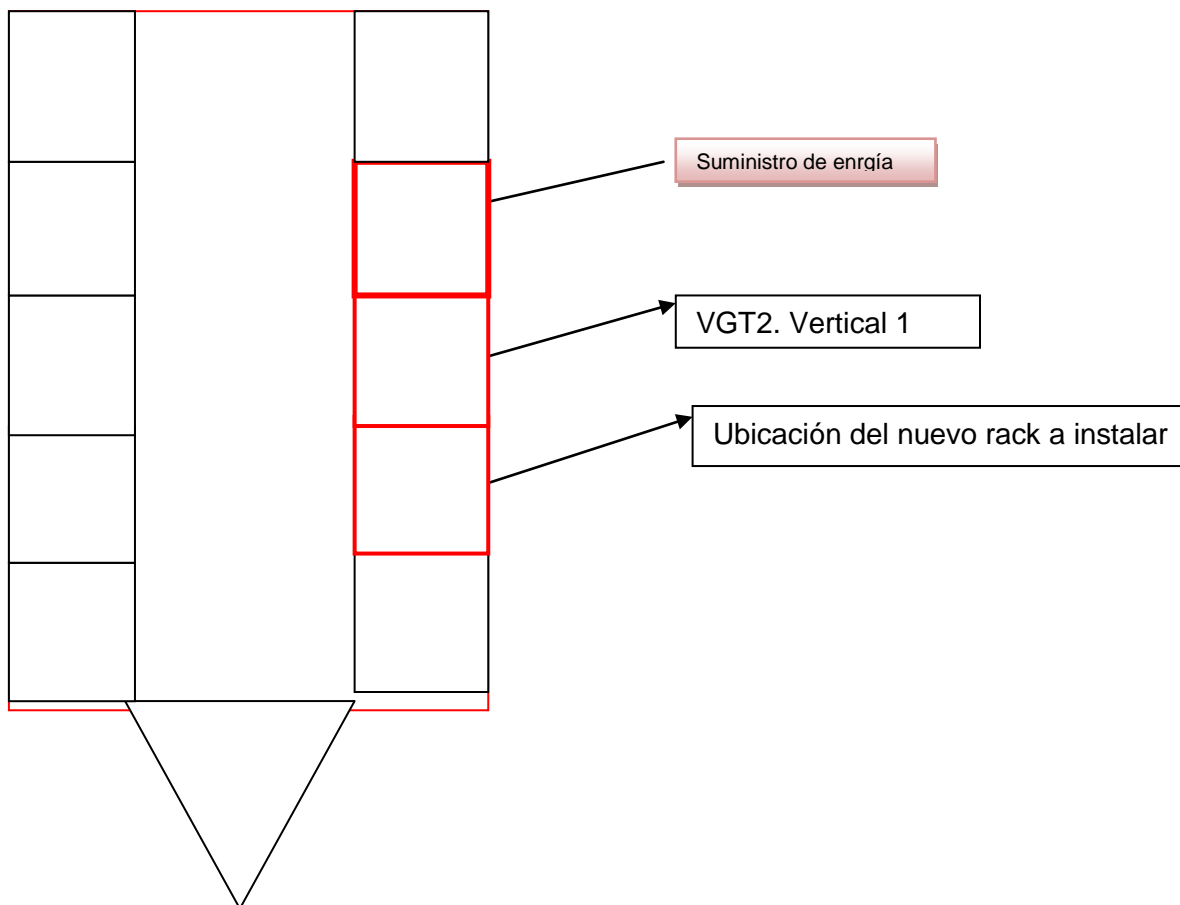 Suministro de enrgía
VGT2. Vertical 1
Ubicación del nuevo rack a instalar